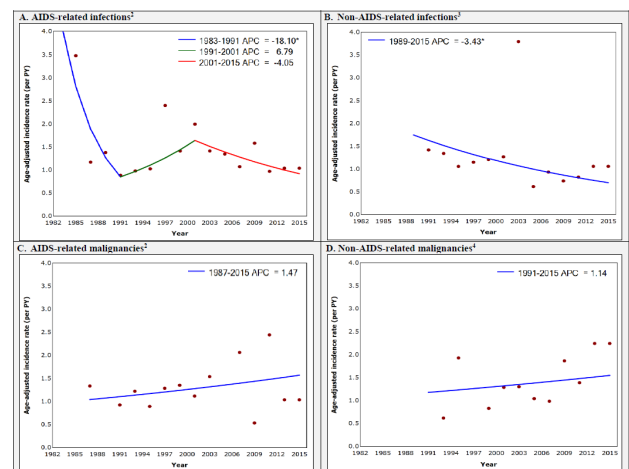 A. AIDS-related infections2
Age-adjusted incidence rate (per PY)
4.0
3.5
3.0
2.5
2.0
1.5
1.0
0.5
0.0
1983-1991 APC = -18.10*
1991-2001 APC = 6.79
2001-2015 APC = -4.05
1982 1985 1988 1991 1994 1997 2000 2003 2006 2009 2012 2015
Year
B. Non-AIDS-related infections3
Age-adjusted incidence rate (per PY)
4.0
3.5
3.0
2.5
2.0
1.5
1.0
0.5
0.0
1989-2015 APC = -3.43*
1982 1985 1988 1991 1994 1997 2000 2003 2006 2009 2012 2015
Year
C. AIDS-related malignancies2
Age-adjusted incidence rate (per PY)
4.0
3.5
3.0
2.5
2.0
1.5
1.0
0.5
0.0
1987-2015 APC = 1.47
1982 1985 1988 1991 1994 1997 2000 2003 2006 2009 2012 2015
Year
D. Non-AIDS-related malignancies4
Age-adjusted incidence rate (per PY)
4.0
3.5
3.0
2.5
2.0
1.5
1.0
0.5
0.0
1991-2015 APC = 1.14
1982 1985 1988 1991 1994 1997 2000 2003 2006 2009 2012 2015
Year